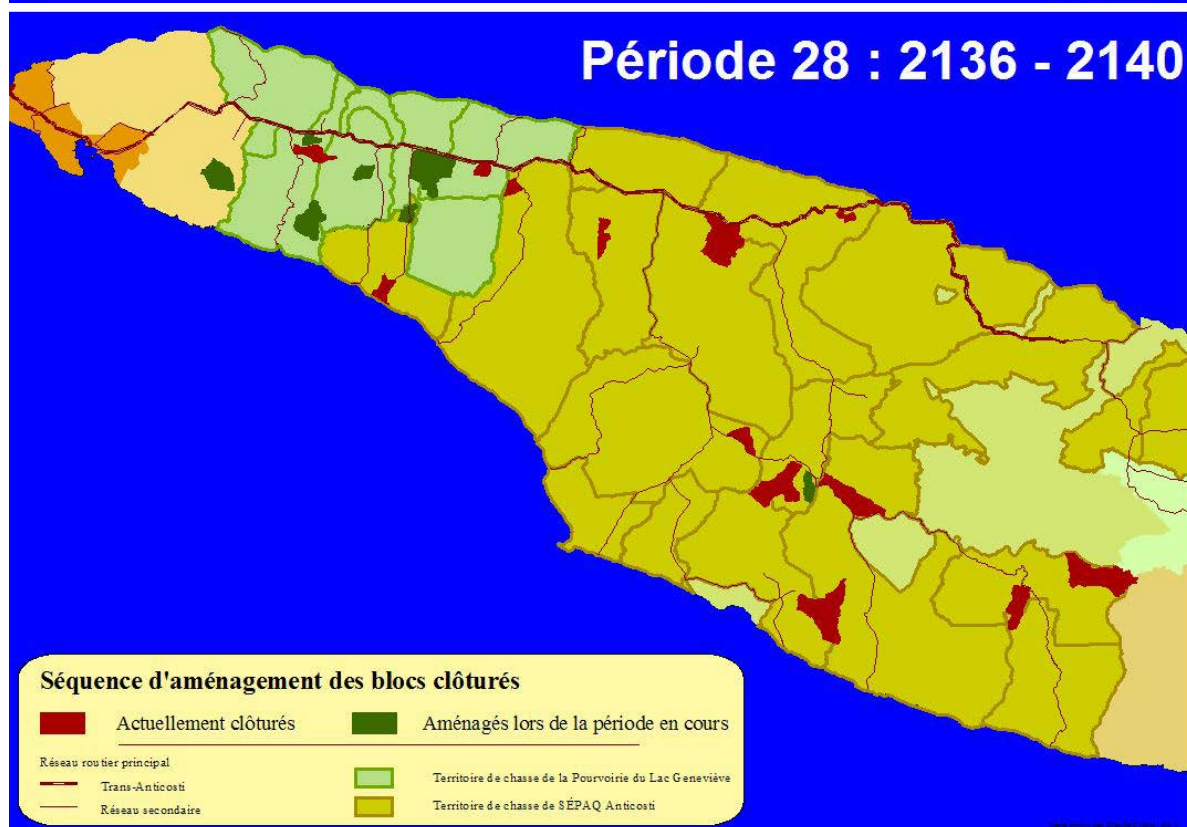 Période 28 : 2136 - 2140
Séquence d'aménagement des blocs clôturés
Actuellement clôturés
Aménagés lors de la période en cours
Réseau routier principal
Trans-Anticosti
Réseau secondaire
Territoire de chasse de la Pourvoirie du Lac Geneviève
Territoire de chasse de SÉPAQ Anticosti